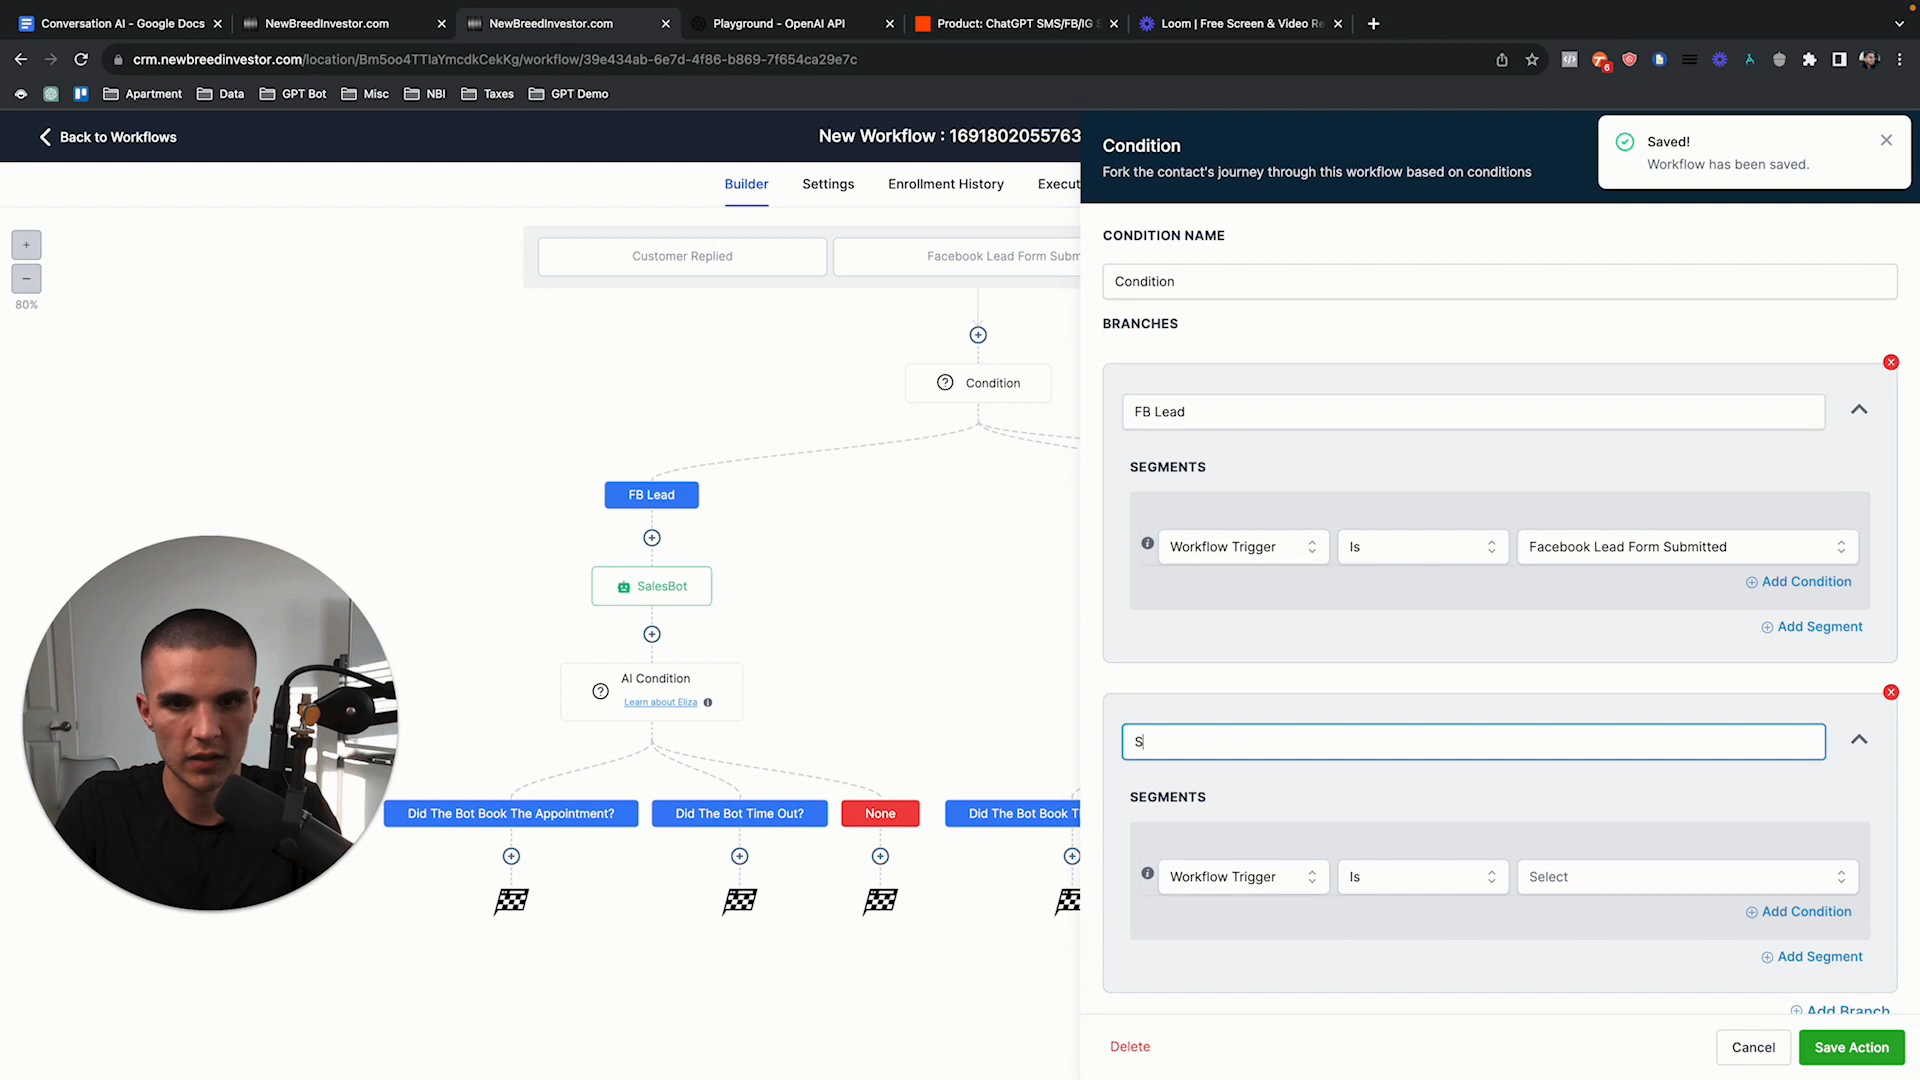 Conversation AI - Google Docs
NewBreedInvestor.com
NewBreedInvestor.com
Playground - OpenAI API
Product: ChatGPT SMS/FB/IG S
Loom | Free Screen & Video Re
crm.newbreedinvestor.com/location/Bm5oo4TTIaYmcdkCekKg/workflow/39e434ab-6e7d-4f86-b869-7f654ca29e7c
6
Apartment
Data
GPT Bot
Misc
NBI
Taxes
GPT Demo
Back to Workflows
New Workflow : 1691802055763
Builder
Settings
Enrollment History
Execut
+
−
80%
Customer Replied
Facebook Lead Form Subm
Condition
FB Lead
SalesBot
AI Condition
Learn about Eliza
Did The Bot Book The Appointment?
Did The Bot Time Out?
None
Did The Bot Book T
Condition
Fork the contact's journey through this workflow based on conditions
Saved!
Workflow has been saved.
CONDITION NAME
Condition
BRANCHES
FB Lead
SEGMENTS
Workflow Trigger
Is
Facebook Lead Form Submitted
Add Condition
Add Segment
S
SEGMENTS
Workflow Trigger
Is
Select
Add Condition
Add Segment
Add Branch
Delete
Cancel
Save Action